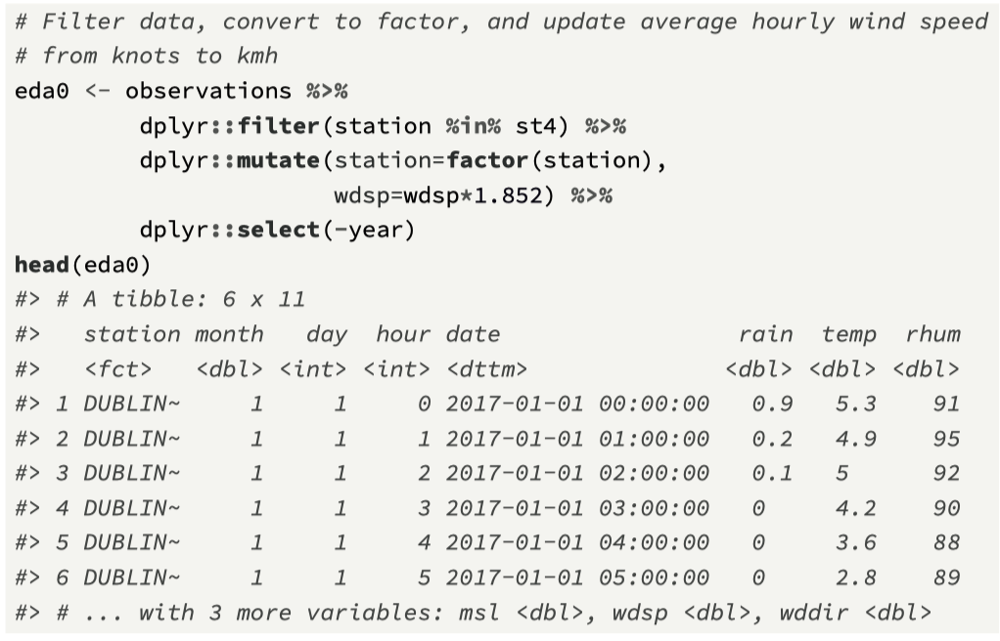 # Filter data, convert to factor, and update average hourly wind speed
# from knots to kmh
eda0 <- observations %>%
         dplyr::filter(station %in% st4) %>%
         dplyr::mutate(station=factor(station),
                       wdsp=wdsp*1.852) %>%
         dplyr::select(-year)
head(eda0)
#> # A tibble: 6 x 11
#>   station month   day  hour date                 rain  temp  rhum
#>   <fct>   <dbl> <int> <int> <dttm>              <dbl> <dbl> <dbl>
#> 1 DUBLIN~     1     1     0 2017-01-01 00:00:00   0.9   5.3    91
#> 2 DUBLIN~     1     1     1 2017-01-01 01:00:00   0.2   4.9    95
#> 3 DUBLIN~     1     1     2 2017-01-01 02:00:00   0.1   5      92
#> 4 DUBLIN~     1     1     3 2017-01-01 03:00:00   0     4.2    90
#> 5 DUBLIN~     1     1     4 2017-01-01 04:00:00   0     3.6    88
#> 6 DUBLIN~     1     1     5 2017-01-01 05:00:00   0     2.8    89
#> # ... with 3 more variables: msl <dbl>, wdsp <dbl>, wddir <dbl>